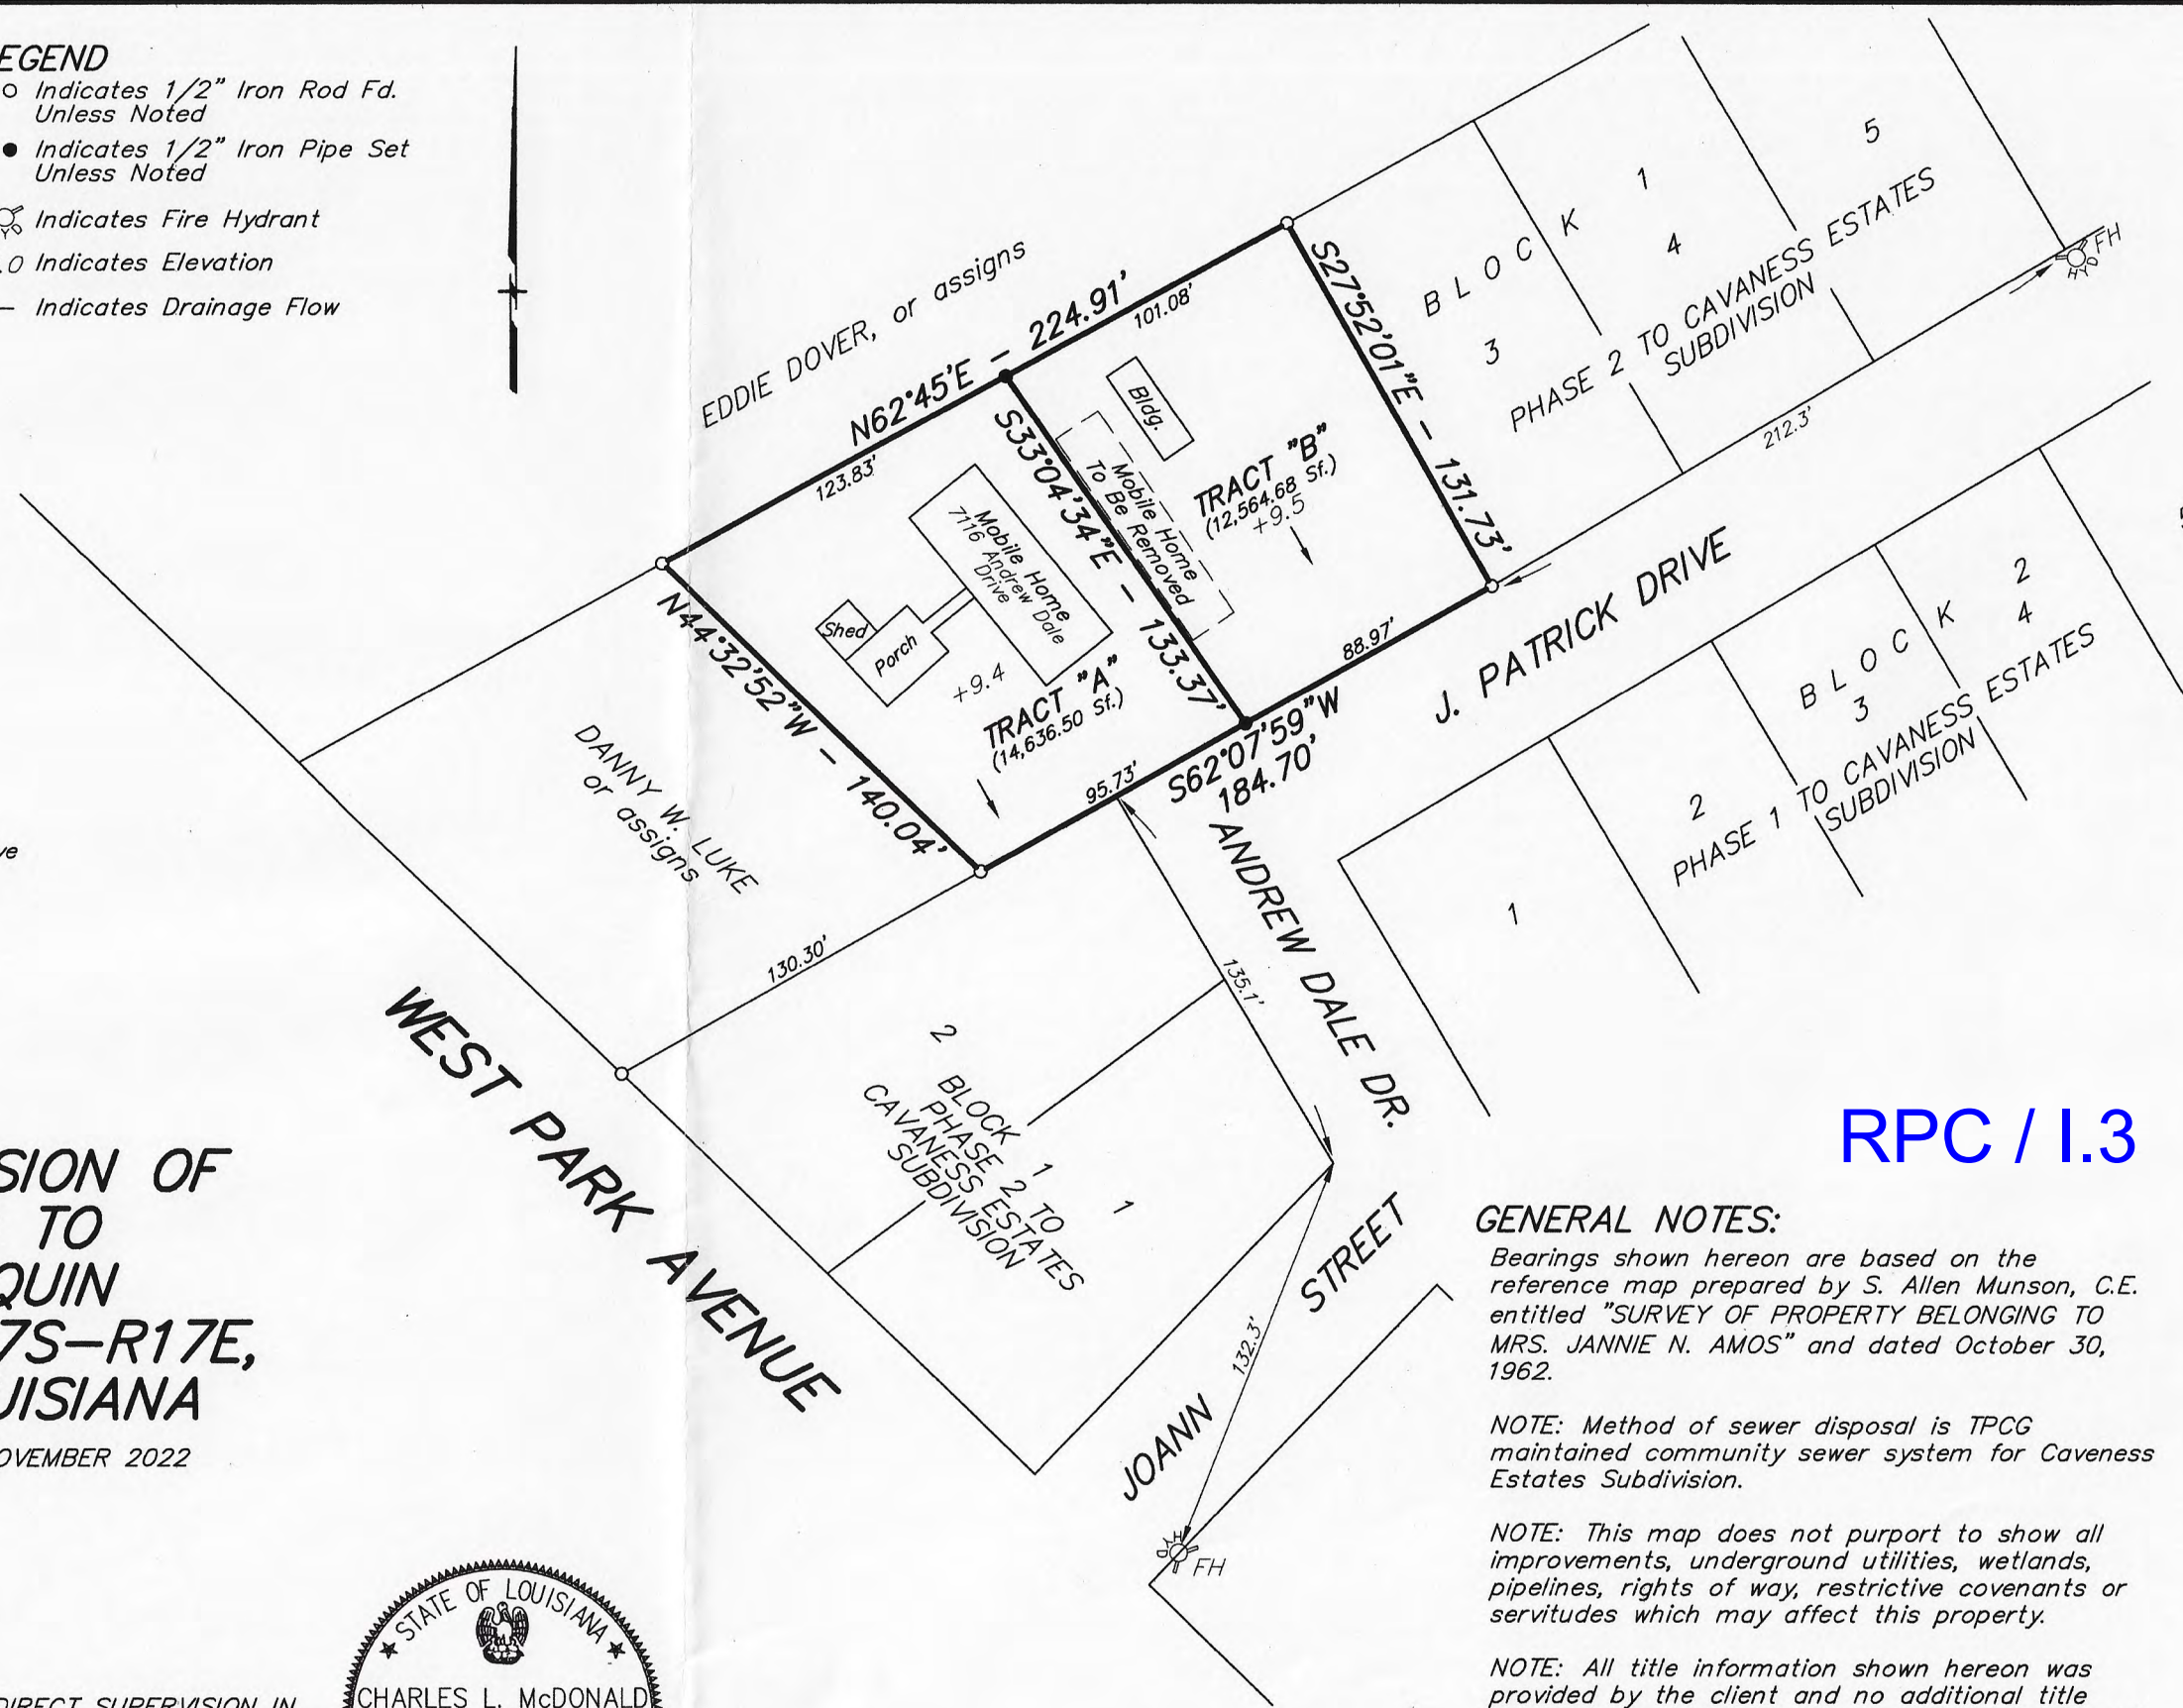 EGEND
Indicates 1/2" Iron Rod Fd.
Unless Noted
Indicates 1/2" Iron Pipe Set
Unless Noted
Indicates Fire Hydrant
.0 Indicates Elevation
Indicates Drainage Flow
EDDIE DOVER, or assigns
N62°45'E - 224.91'
123.83'
101.08'
S27°52'01"E - 131.73'
S33°04'34"E - 133.37'
N44°32'52"W - 140.04'
Bldg.
Mobile Home
To Be Removed
TRACT "B"
(12,564.68 Sf.)
+9.5
Mobile Home
7116 Andrew Dale
Drive
Shed
Porch
+9.4
TRACT "A"
(14,636.50 Sf.)
88.97'
95.73'
S62°07'59"W
184.70'
BLOCK 1
3
4
5
PHASE 2 TO CAVANESS ESTATES
SUBDIVISION
HYD
FH
212.3'
J. PATRICK DRIVE
BLOCK 2
1
2
3
4
PHASE 1 TO CAVANESS ESTATES
SUBDIVISION
DANNY W. LUKE
or assigns
130.30'
135.1'
ANDREW DALE DR.
WEST PARK AVENUE
2
BLOCK 1
PHASE 2 TO
CAVANESS ESTATES
SUBDIVISION
1
JOANN STREET
132.3'
HYD
FH
ve
SION OF
TO
QUIN
7S-R17E,
UISIANA
OVEMBER 2022
STATE OF LOUISIANA
CHARLES L. McDONALD
DIRECT SUPERVISION IN
RPC / I.3
GENERAL NOTES:
Bearings shown hereon are based on the
reference map prepared by S. Allen Munson, C.E.
entitled "SURVEY OF PROPERTY BELONGING TO
MRS. JANNIE N. AMOS" and dated October 30,
1962.
NOTE: Method of sewer disposal is TPCG
maintained community sewer system for Caveness
Estates Subdivision.
NOTE: This map does not purport to show all
improvements, underground utilities, wetlands,
pipelines, rights of way, restrictive covenants or
servitudes which may affect this property.
NOTE: All title information shown hereon was
provided by the client and no additional title